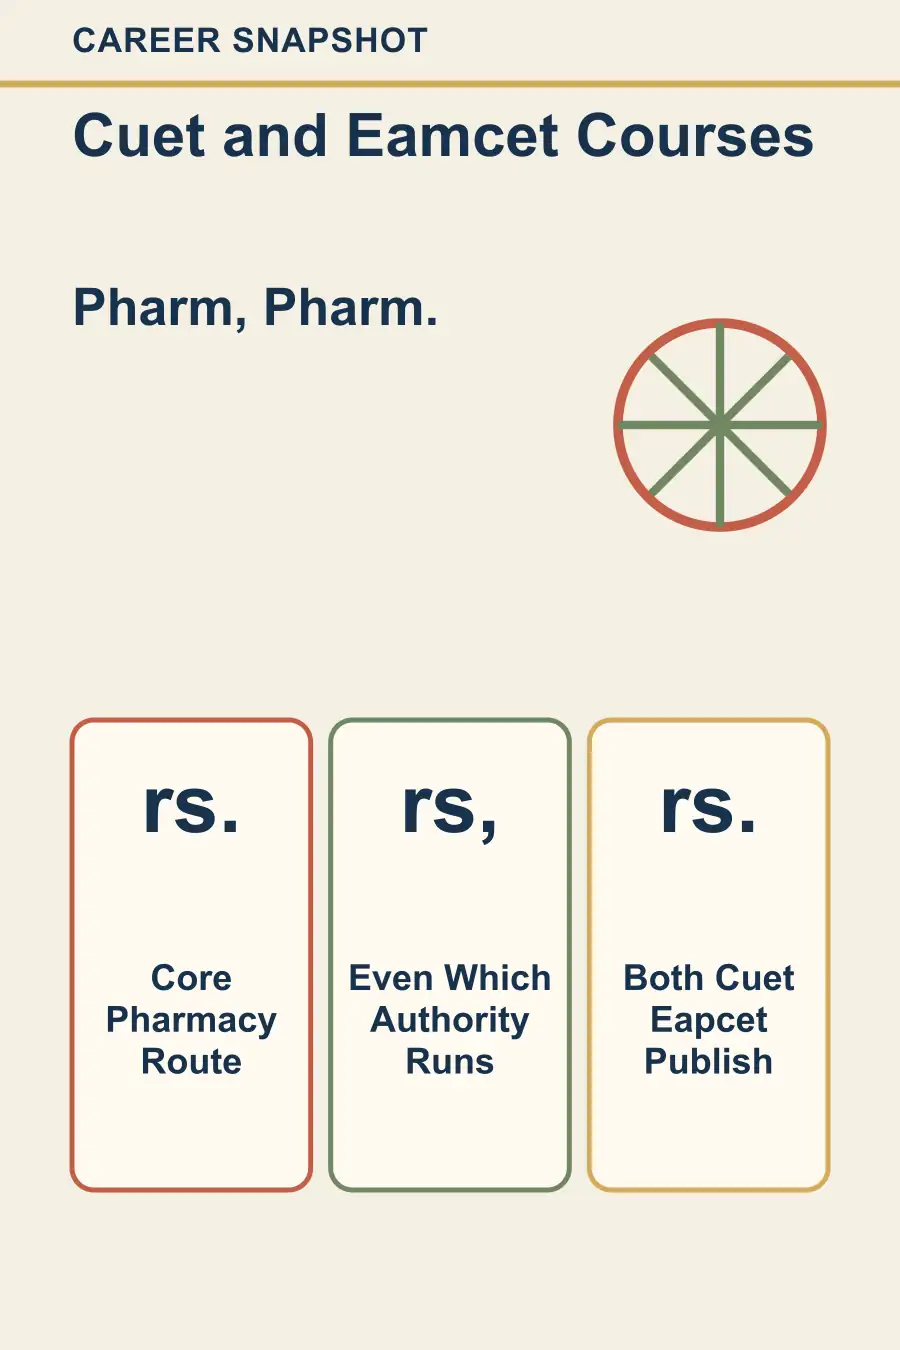 CAREER SNAPSHOT
Cuet and Eamcet Courses
Pharm, Pharm.
rs.
Core
Pharmacy
Route
rs,
Even Which
Authority
Runs
rs.
Both Cuet
Eapcet
Publish